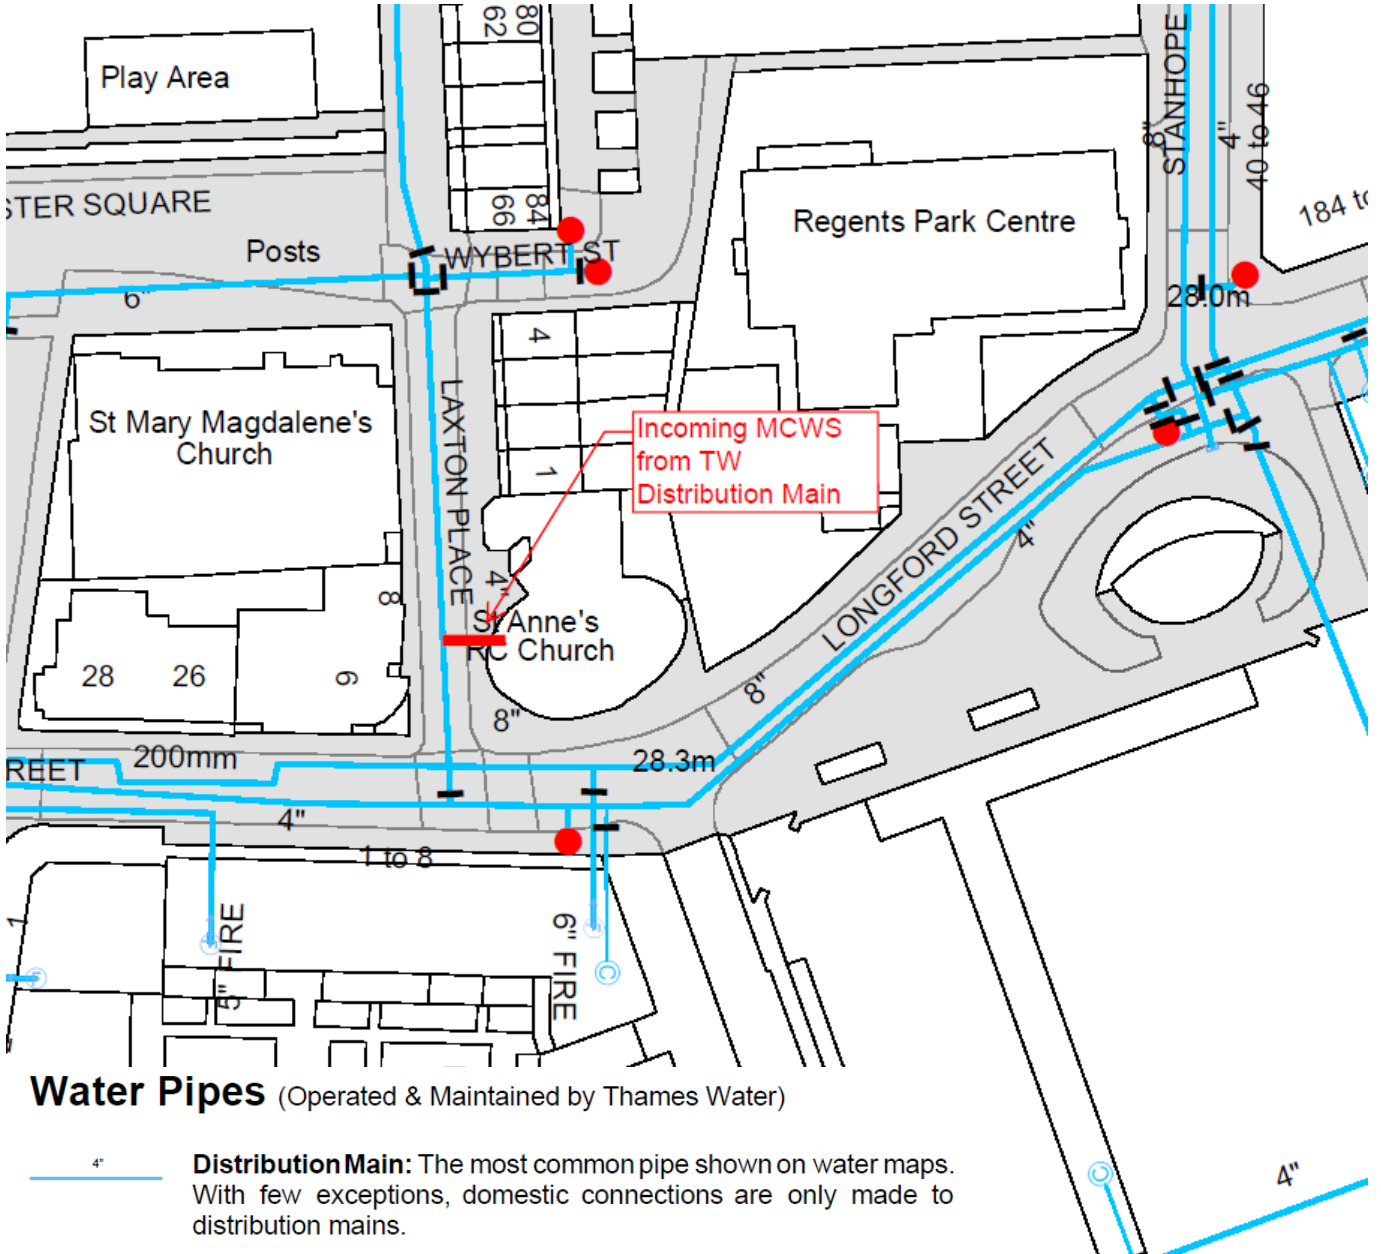 80
62
Play Area
STANHOPE
8"
4"
40 to 46
84
66
STER SQUARE
Regents Park Centre
184 to
Posts
WYBERT ST
6"
28.0m
4
St Mary Magdalene's
Church
LAXTON PLACE
Incoming MCWS
from TW
Distribution Main
1
LONGFORD STREET
4"
4"
8
St Anne's
RC Church
28
26
6
8"
8"
REET
200mm
28.3m
4"
1 to 8
1
5" FIRE
6" FIRE
C
Water Pipes (Operated & Maintained by Thames Water)
4"
Distribution Main: The most common pipe shown on water maps.
With few exceptions, domestic connections are only made to
distribution mains.
C
4"